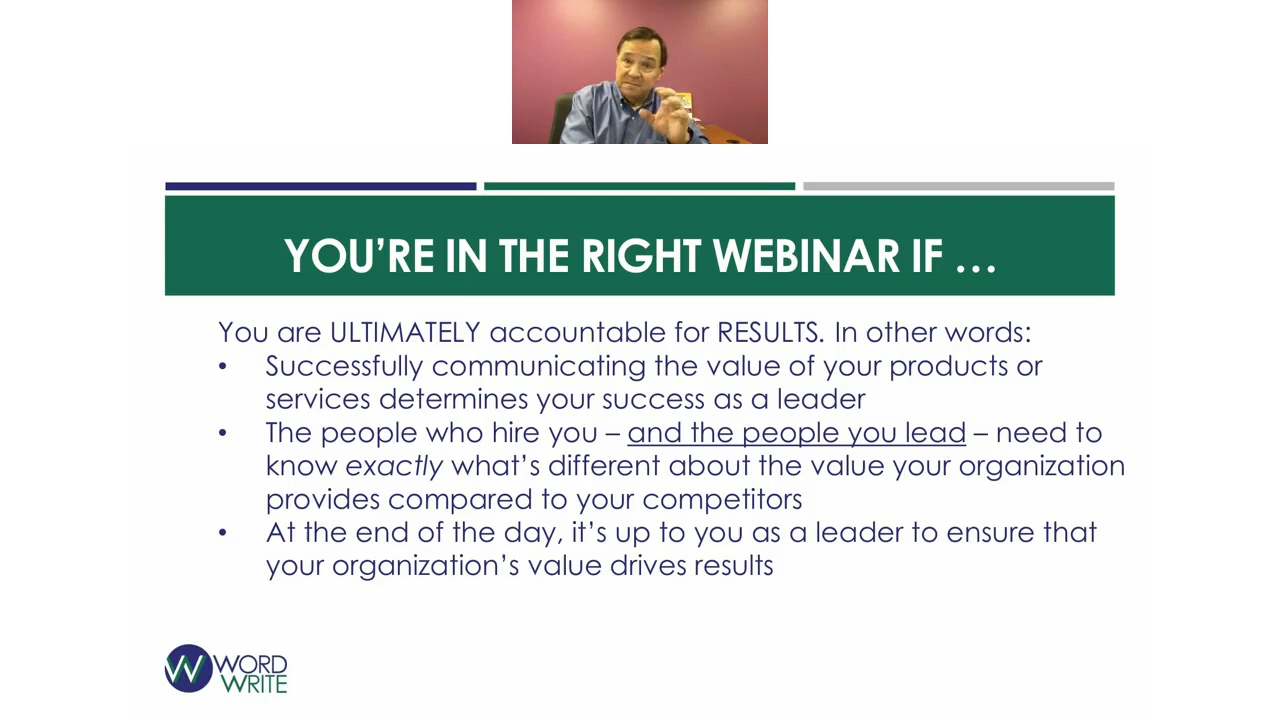 YOU’RE IN THE RIGHT WEBINAR IF …
You are ULTIMATELY accountable for RESULTS. In other words:
• Successfully communicating the value of your products or
services determines your success as a leader
• The people who hire you – and the people you lead – need to
know exactly what’s different about the value your organization
provides compared to your competitors
• At the end of the day, it’s up to you as a leader to ensure that
your organization’s value drives results
W WORD
WRITE